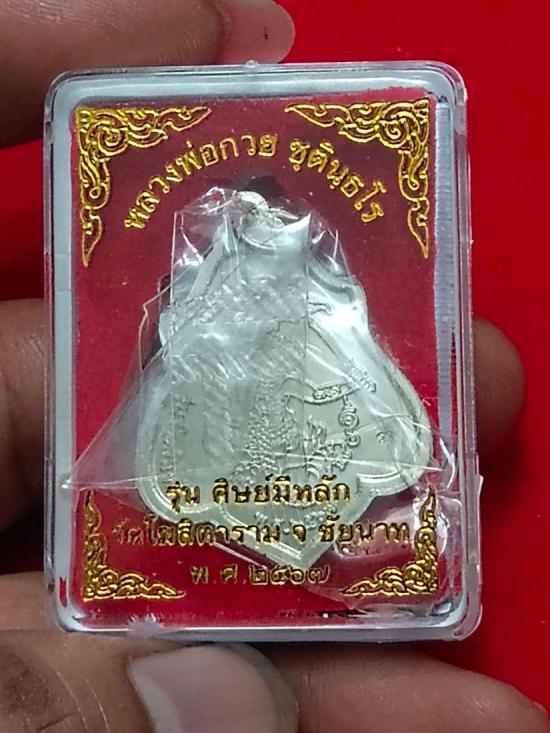 หลวงพ่อกวย ชุตินฺธโร
รุ่น ศิษย์มีหลัก
วัดโฆสิตาราม จ ชัยนาท
พ.ศ.๒๕๖๗